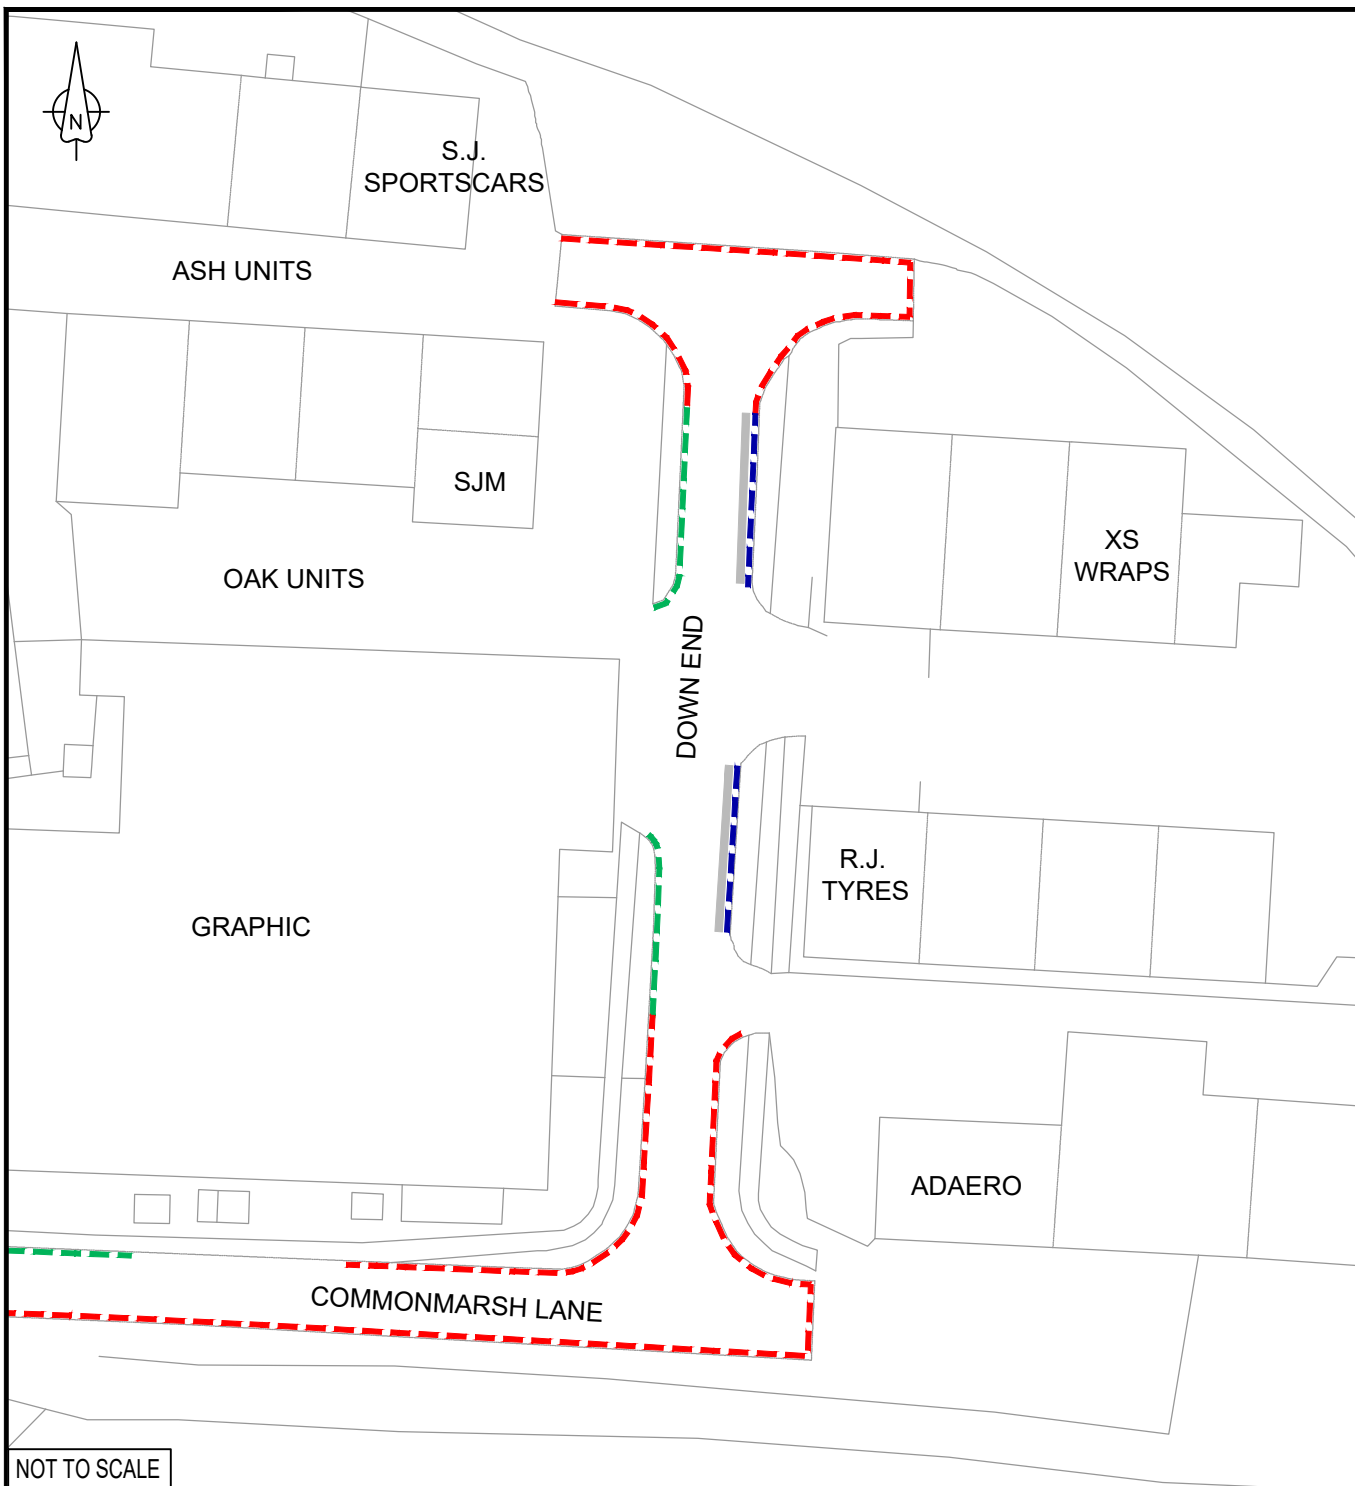 N
S.J.
SPORTSCARS
ASH UNITS
SJM
XS
WRAPS
OAK UNITS
DOWN END
R.J.
TYRES
GRAPHIC
ADAERO
COMMONMARSH LANE
NOT TO SCALE